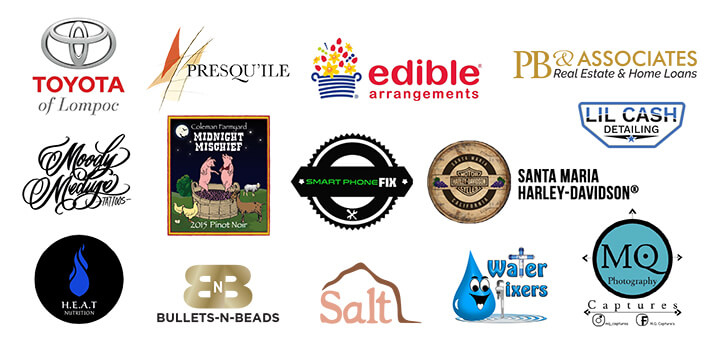 TOYOTA
of Lompoc
PRESQU'ILE
edible®
arrangements
PB & ASSOCIATES
Real Estate & Home Loans
LIL CASH
DETAILING
Moody
Medusa
TATTOOS
Coleman Farmyard
MIDNIGHT
MISCHIEF
2015 Pinot Noir
SMART PHONE FIX
SANTA MARIA
HARLEY-DAVIDSON
CALIFORNIA
SANTA MARIA
HARLEY-DAVIDSON®
H.E.A.T
NUTRITION
BNB
BULLETS-N-BEADS
Salt
Water
Fixers
MQ
Photography
Captures
mq_captures
M.Q. Captures